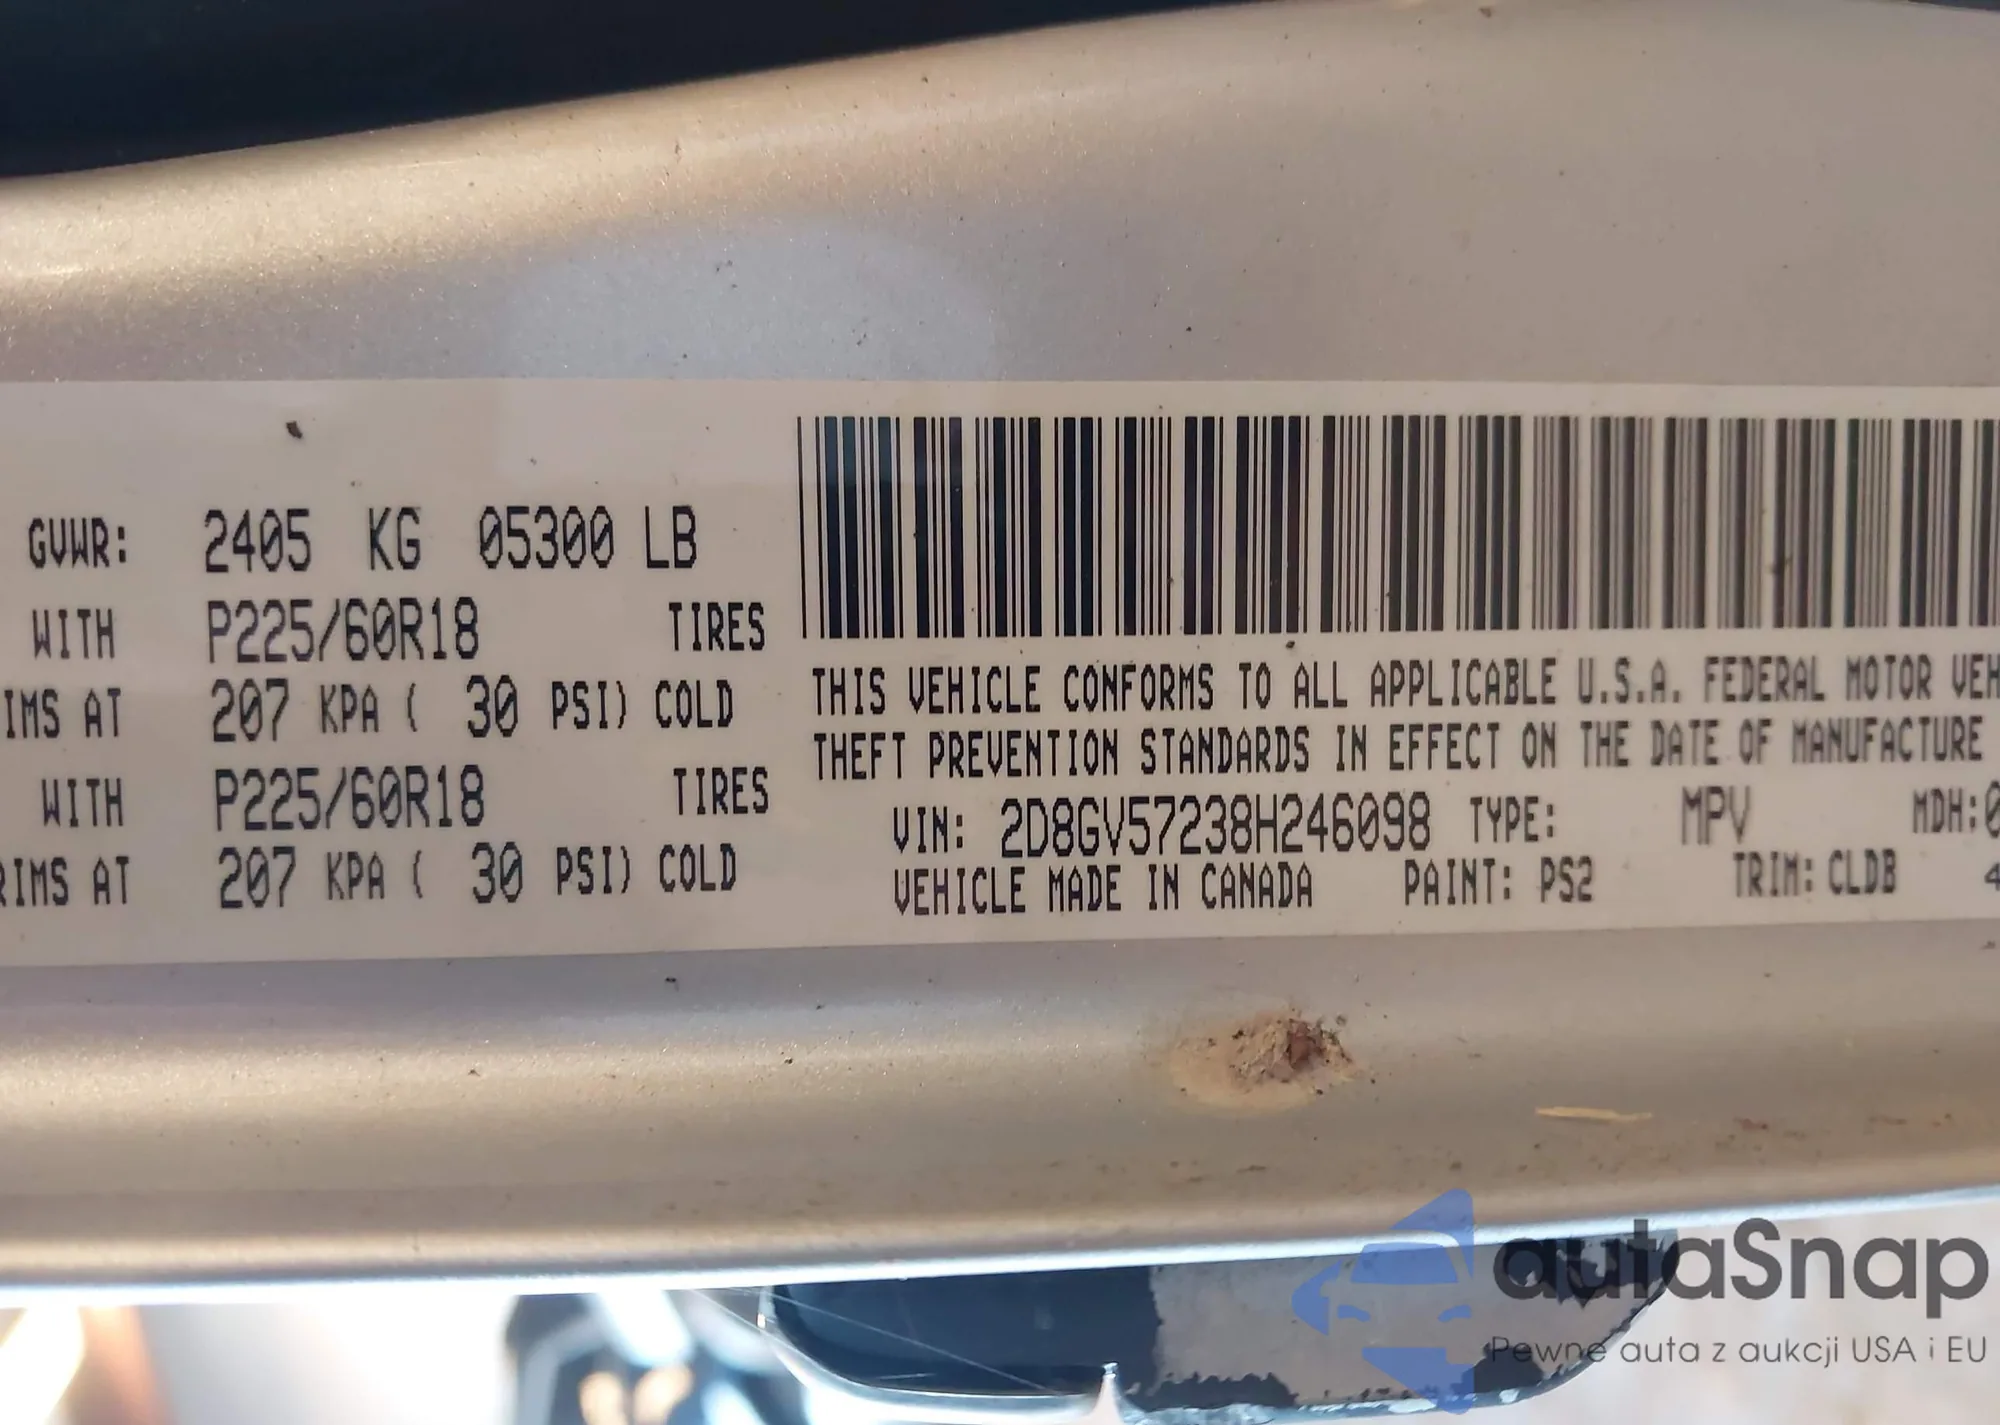 GVWR: 2405 KG 05300 LB
WITH P225/60R18 TIRES
IMS AT 207 KPA ( 30 PSI) COLD
WITH P225/60R18 TIRES
RIMS AT 207 KPA ( 30 PSI) COLD
THIS VEHICLE CONFORMS TO ALL APPLICABLE U.S.A. FEDERAL MOTOR VEH
THEFT PREVENTION STANDARDS IN EFFECT ON THE DATE OF MANUFACTURE
VIN: 2D8GV57238H246098 TYPE: MPV MDH:0
VEHICLE MADE IN CANADA PAINT: PS2 TRIM: CLDB 4
autaSnap
Pewne auta z aukcji USA i EU